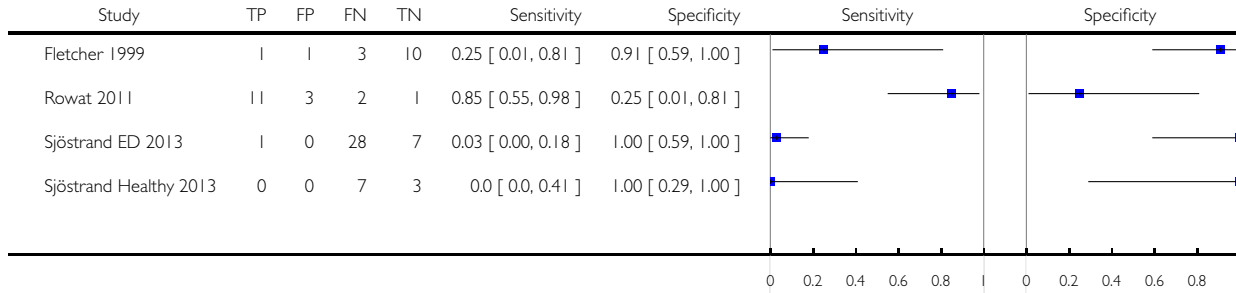 Study TP FP FN TN Sensitivity Specificity Sensitivity Specificity
Fletcher 1999 1 1 3 10 0.25 [ 0.01, 0.81 ] 0.91 [ 0.59, 1.00 ]
Rowat 2011 11 3 2 1 0.85 [ 0.55, 0.98 ] 0.25 [ 0.01, 0.81 ]
Sjöstrand ED 2013 1 0 28 7 0.03 [ 0.00, 0.18 ] 1.00 [ 0.59, 1.00 ]
Sjöstrand Healthy 2013 0 0 7 3 0.0 [ 0.0, 0.41 ] 1.00 [ 0.29, 1.00 ]
0 0.2 0.4 0.6 0.8 1 0 0.2 0.4 0.6 0.8